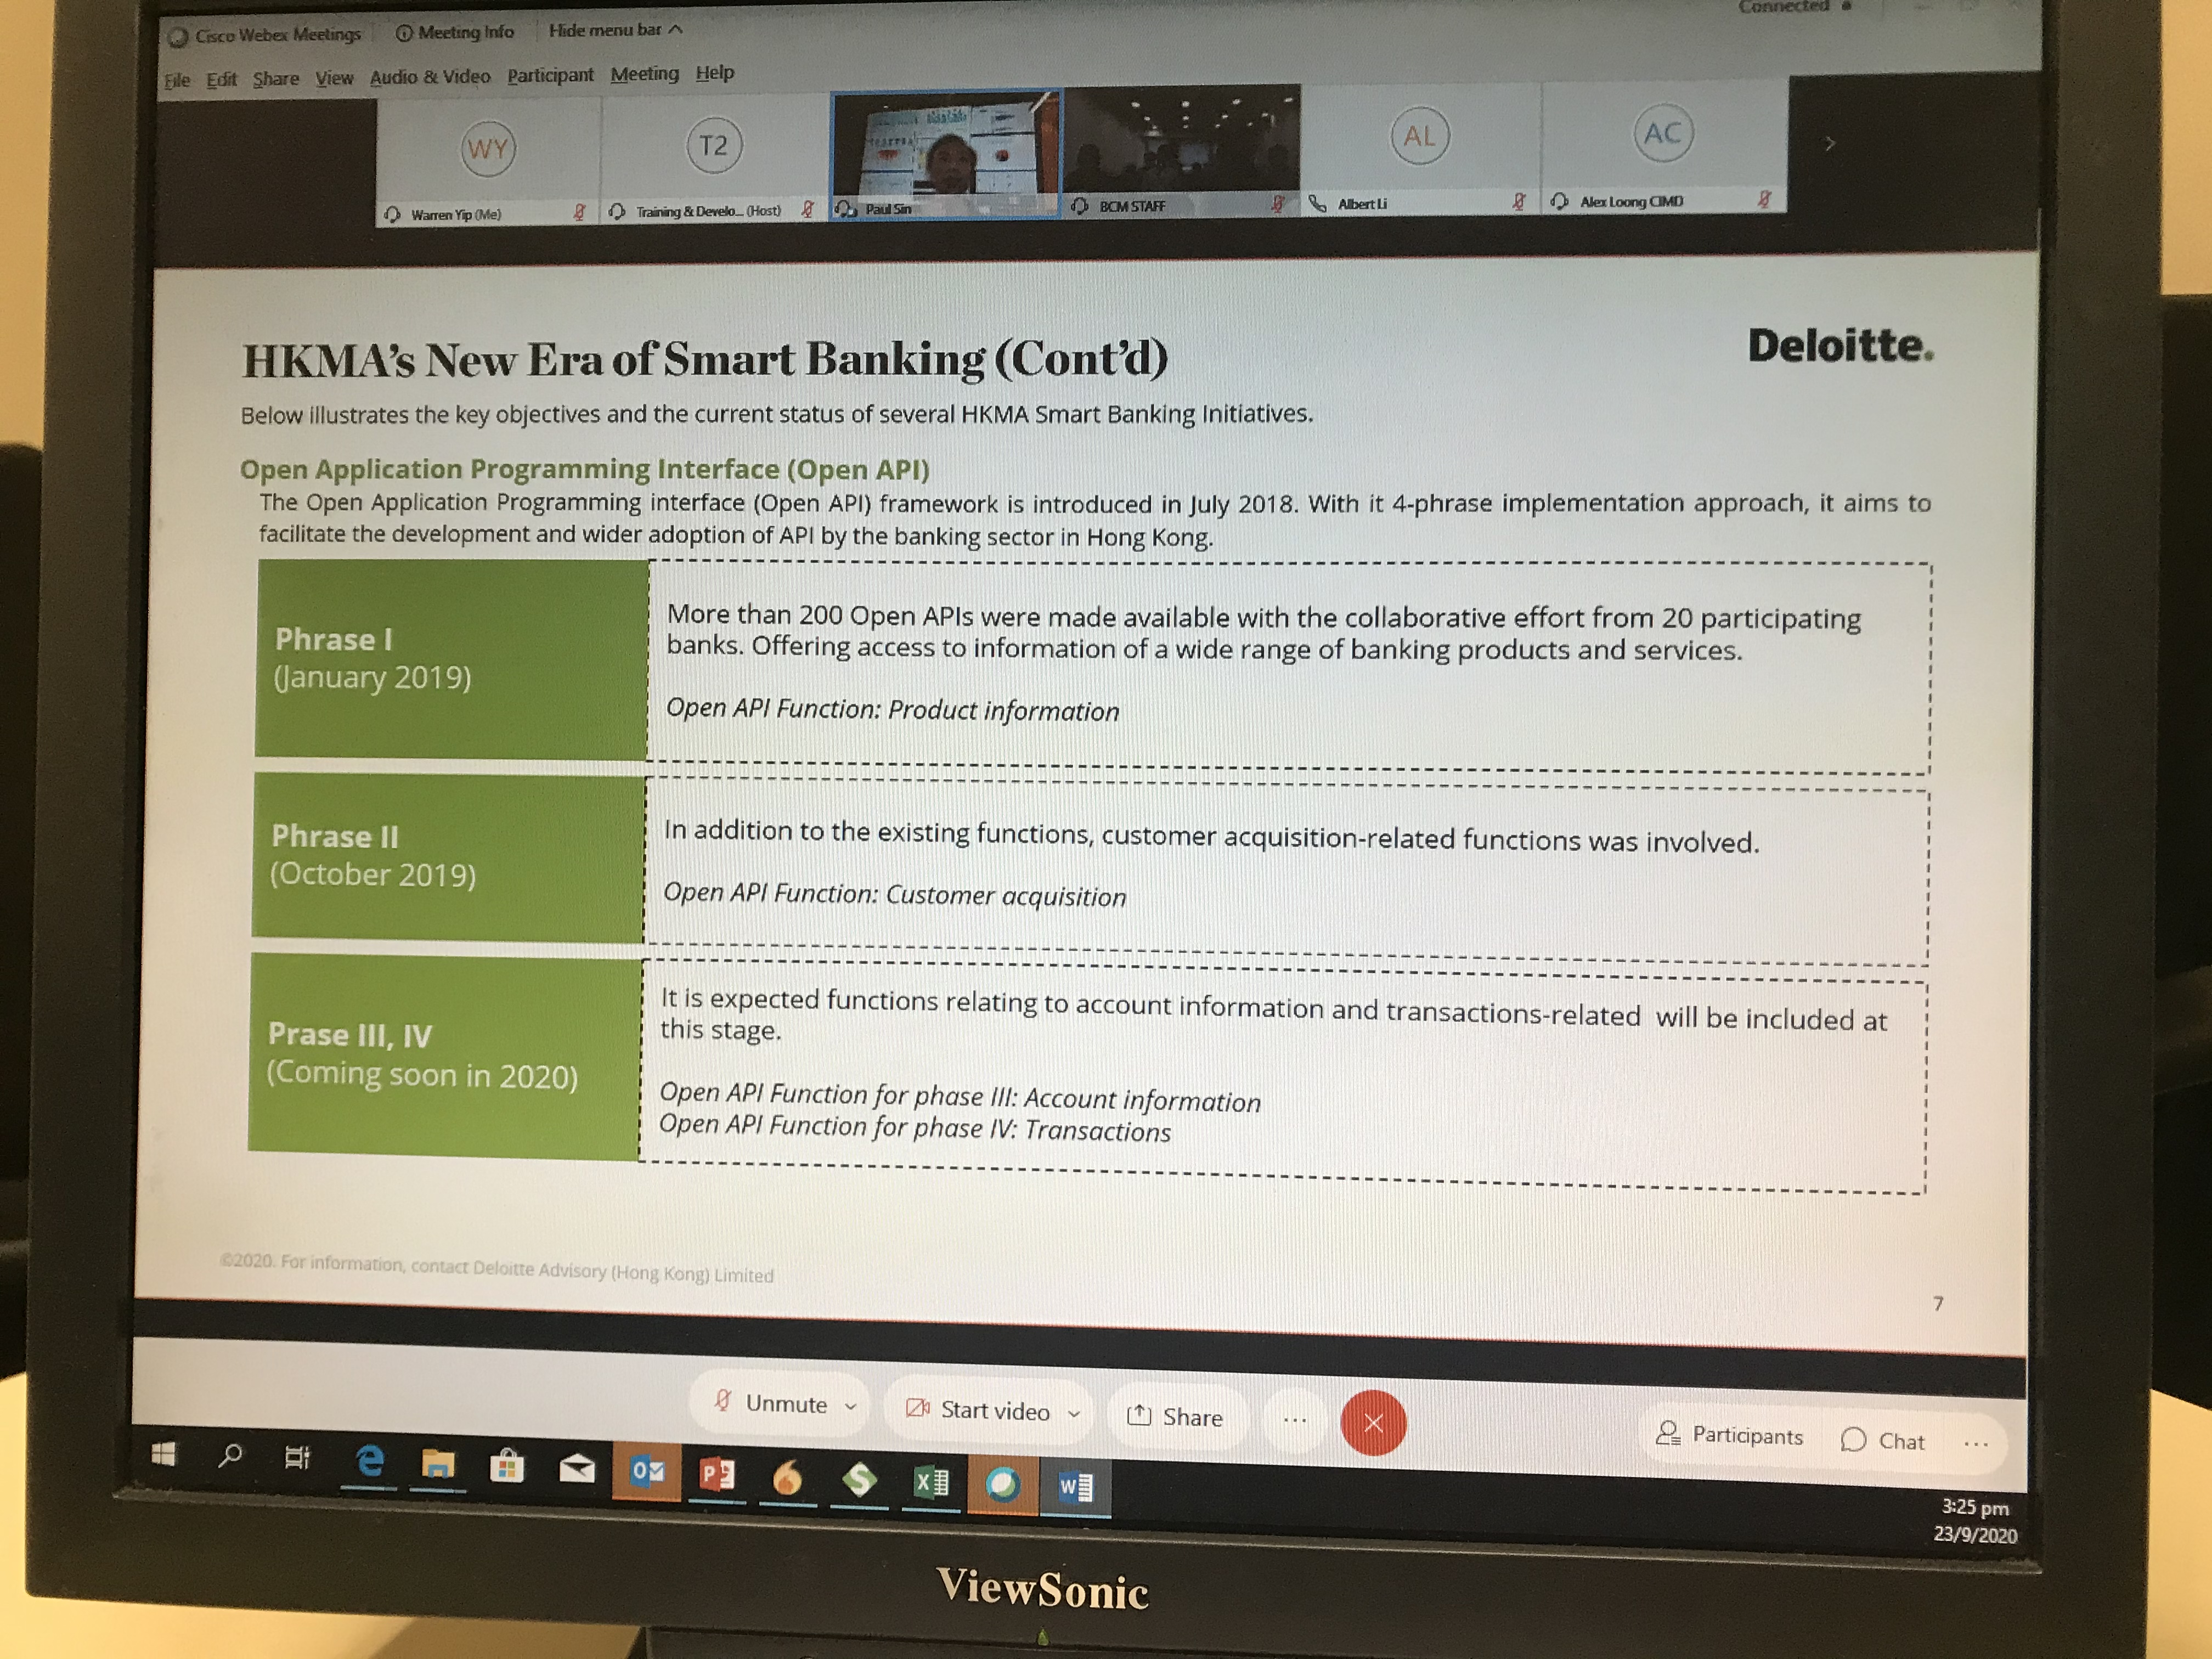 Connected
Cisco Webex Meetings Meeting Info Hide menu bar
File Edit Share View Audio & Video Participant Meeting Help
WY T2 AL AC
Warren Yip (Me) Training & Develo... (Host) Paul Sin BCM STAFF Albert Li Alex Loong CIMD
HKMA's New Era of Smart Banking (Cont'd)
Deloitte.
Below illustrates the key objectives and the current status of several HKMA Smart Banking Initiatives.
Open Application Programming Interface (Open API)
The Open Application Programming interface (Open API) framework is introduced in July 2018. With it 4-phrase implementation approach, it aims to
facilitate the development and wider adoption of API by the banking sector in Hong Kong.
Phrase I
(January 2019)
More than 200 Open APIs were made available with the collaborative effort from 20 participating
banks. Offering access to information of a wide range of banking products and services.
Open API Function: Product information
Phrase II
(October 2019)
In addition to the existing functions, customer acquisition-related functions was involved.
Open API Function: Customer acquisition
Prase III, IV
(Coming soon in 2020)
It is expected functions relating to account information and transactions-related will be included at
this stage.
Open API Function for phase III: Account information
Open API Function for phase IV: Transactions
©2020. For information, contact Deloitte Advisory (Hong Kong) Limited
7
Unmute Start video Share ... Participants Chat ...
3:25 pm
23/9/2020
ViewSonic